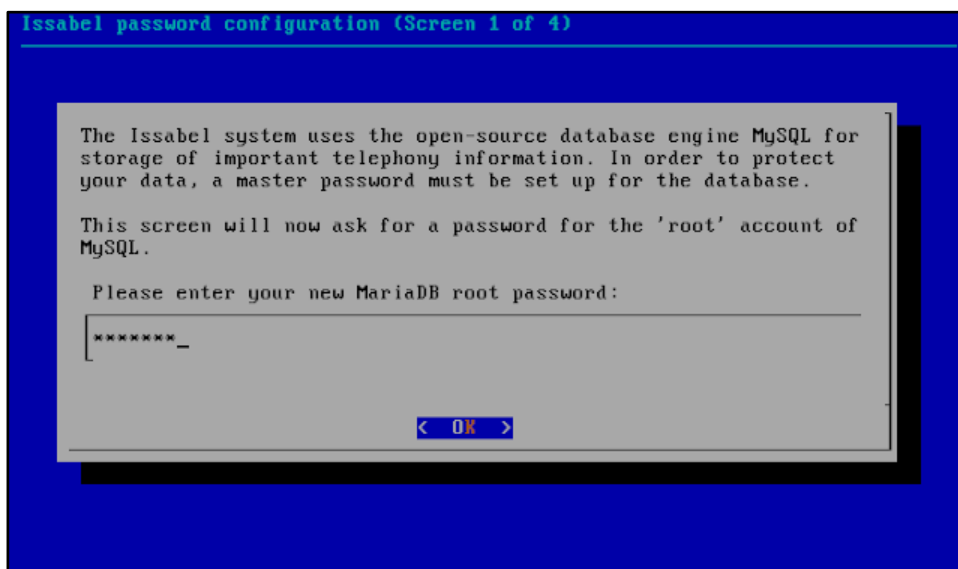 Issabel password configuration (Screen 1 of 4)
The Issabel system uses the open-source database engine MySQL for
storage of important telephony information. In order to protect
your data, a master password must be set up for the database.
This screen will now ask for a password for the 'root' account of
MySQL.
Please enter your new MariaDB root password:
*******_
< OK >